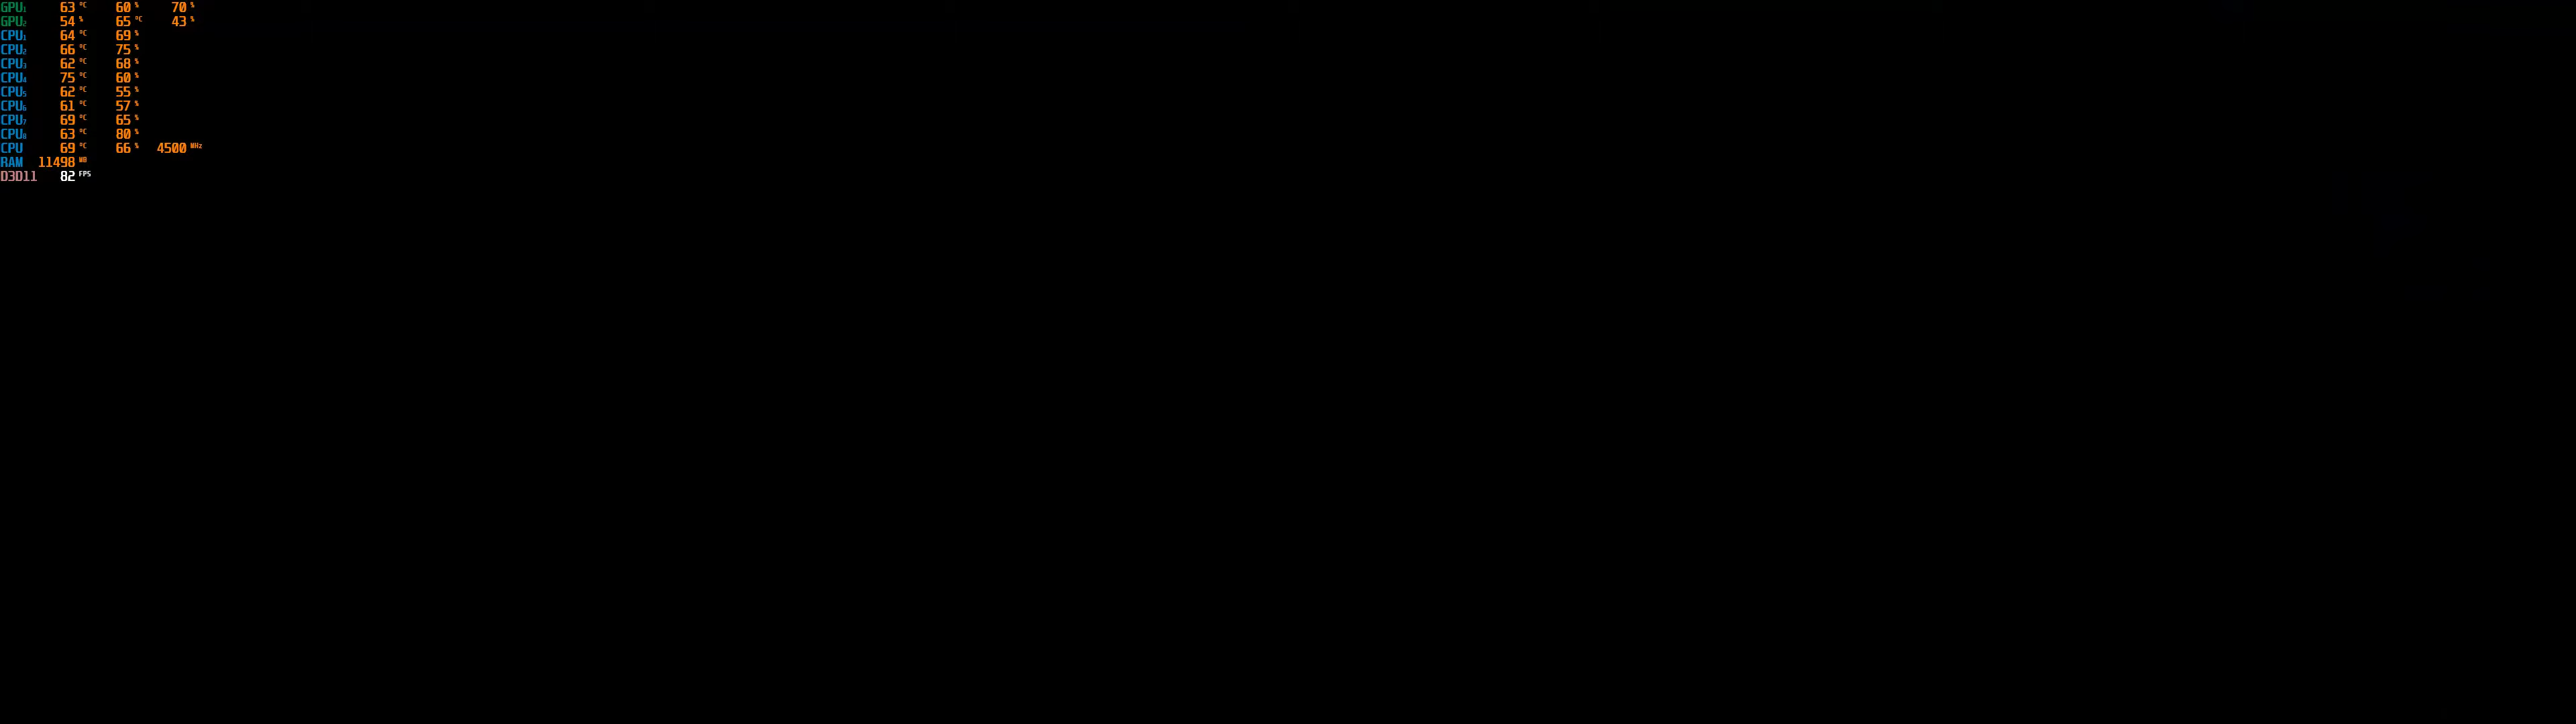 GPU₁ 63 °C 60 % 70 %
GPU₂ 54 % 65 °C 43 %
CPU₁ 64 °C 69 %
CPU₂ 66 °C 75 %
CPU₃ 62 °C 68 %
CPU₄ 75 °C 60 %
CPU₅ 62 °C 55 %
CPU₆ 61 °C 57 %
CPU₇ 69 °C 65 %
CPU₈ 63 °C 80 %
CPU 69 °C 66 % 4500 MHz
RAM 11498 MB
D3D11 82 FPS